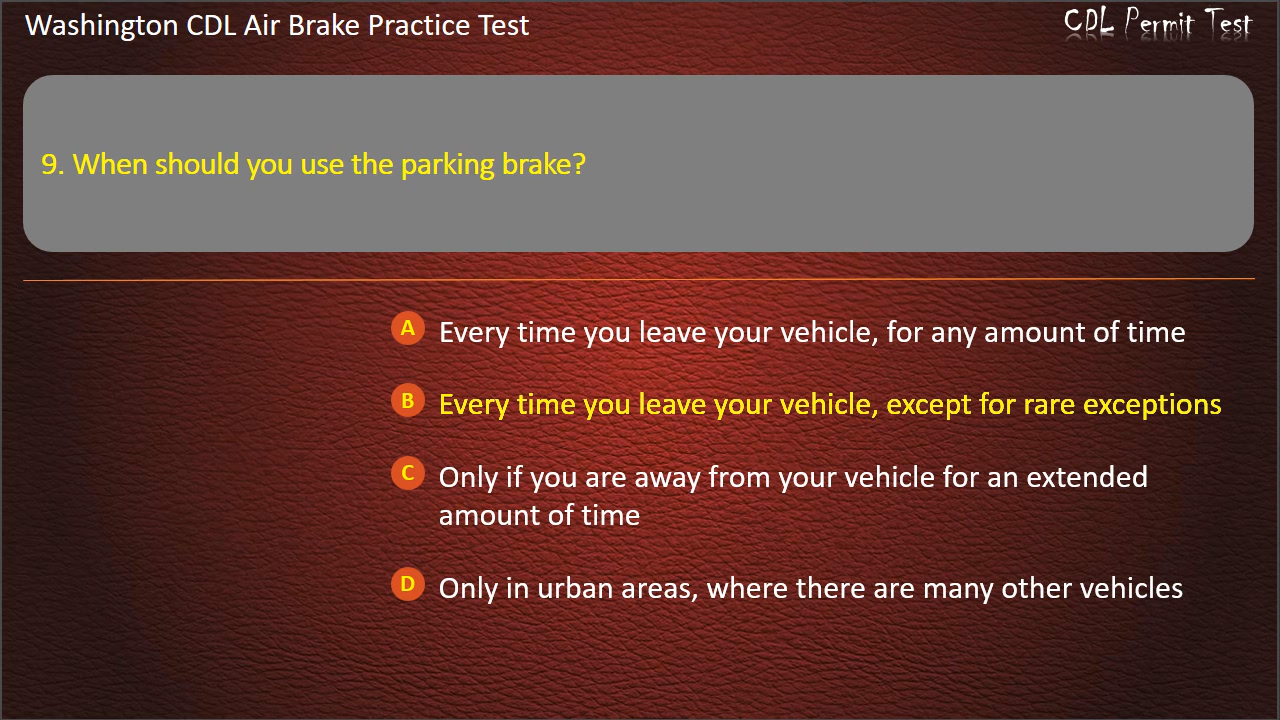 Washington CDL Air Brake Practice Test
CDL Permit Test
9. When should you use the parking brake?
A Every time you leave your vehicle, for any amount of time
B Every time you leave your vehicle, except for rare exceptions
C Only if you are away from your vehicle for an extended
amount of time
D Only in urban areas, where there are many other vehicles